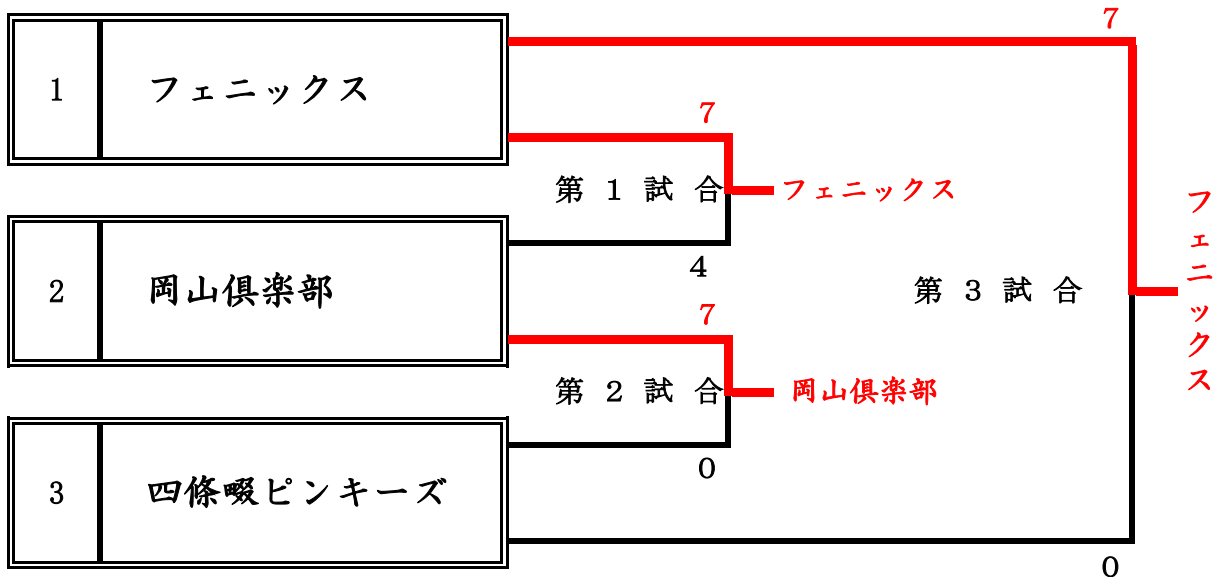 7
1 フェニックス
7
第1試合 フェニックス
4
フェニックス
2 岡山倶楽部
第3試合
7
第2試合 岡山倶楽部
0
3 四條畷ピンキーズ
0